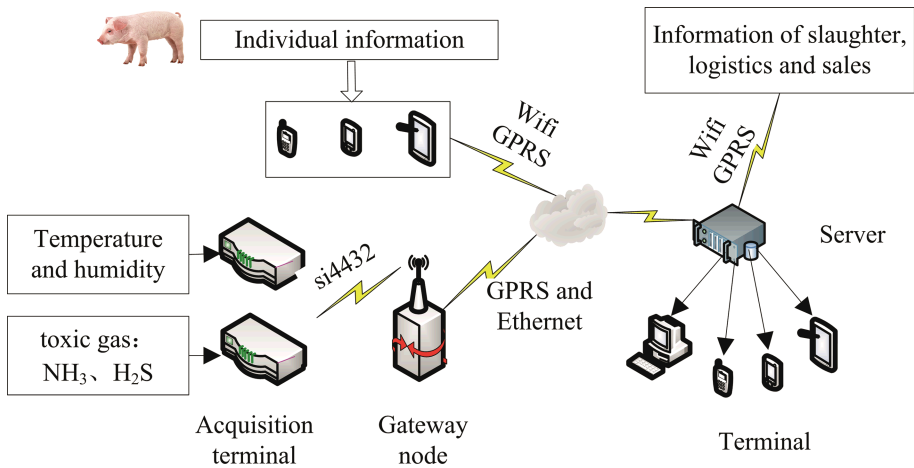 Individual information
Information of slaughter,
logistics and sales
Wifi
GPRS
Wifi
GPRS
Temperature
and humidity
si4432
Server
GPRS and
Ethernet
toxic gas：
NH₃、H₂S
Acquisition
terminal
Gateway
node
Terminal